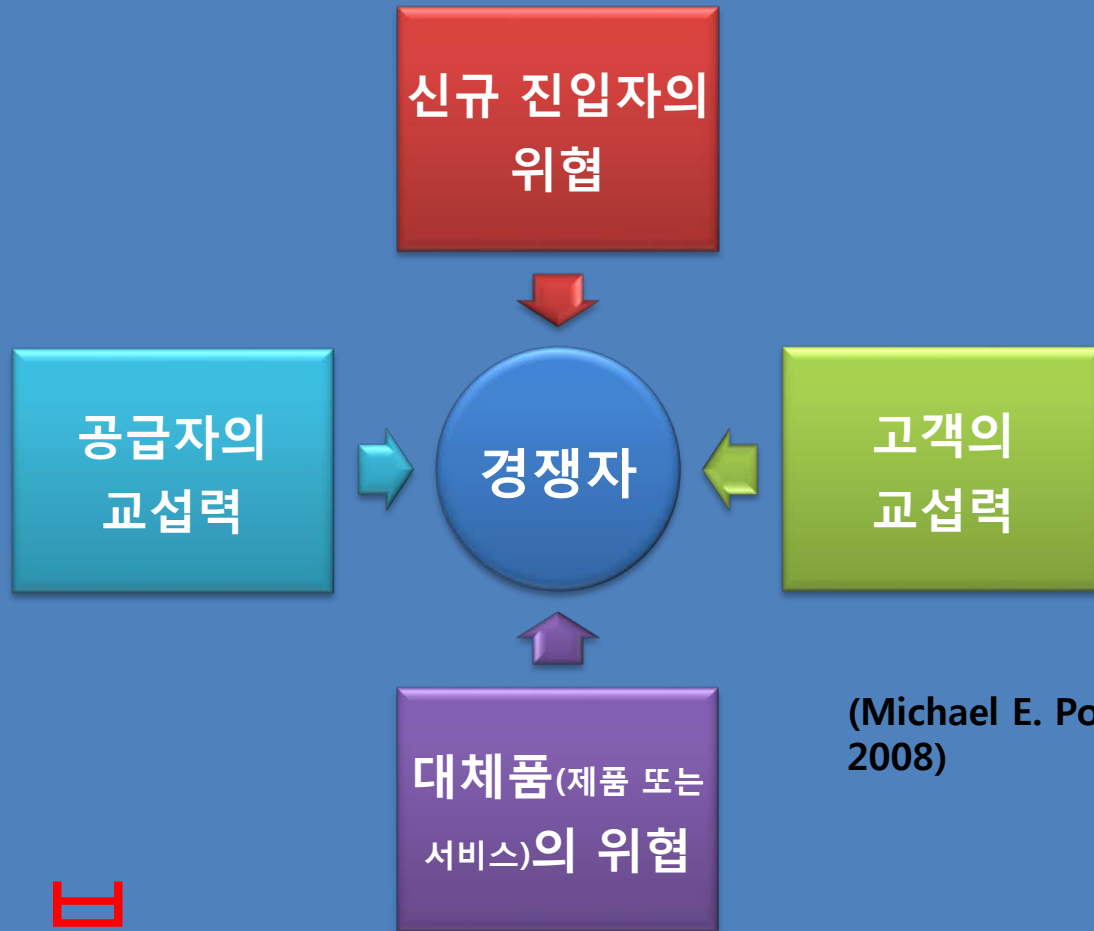 신규 진입자의
위협
공급자의
교섭력
경쟁자
고객의
교섭력
대체품(제품 또는
서비스)의 위협
(Michael E.
2008)